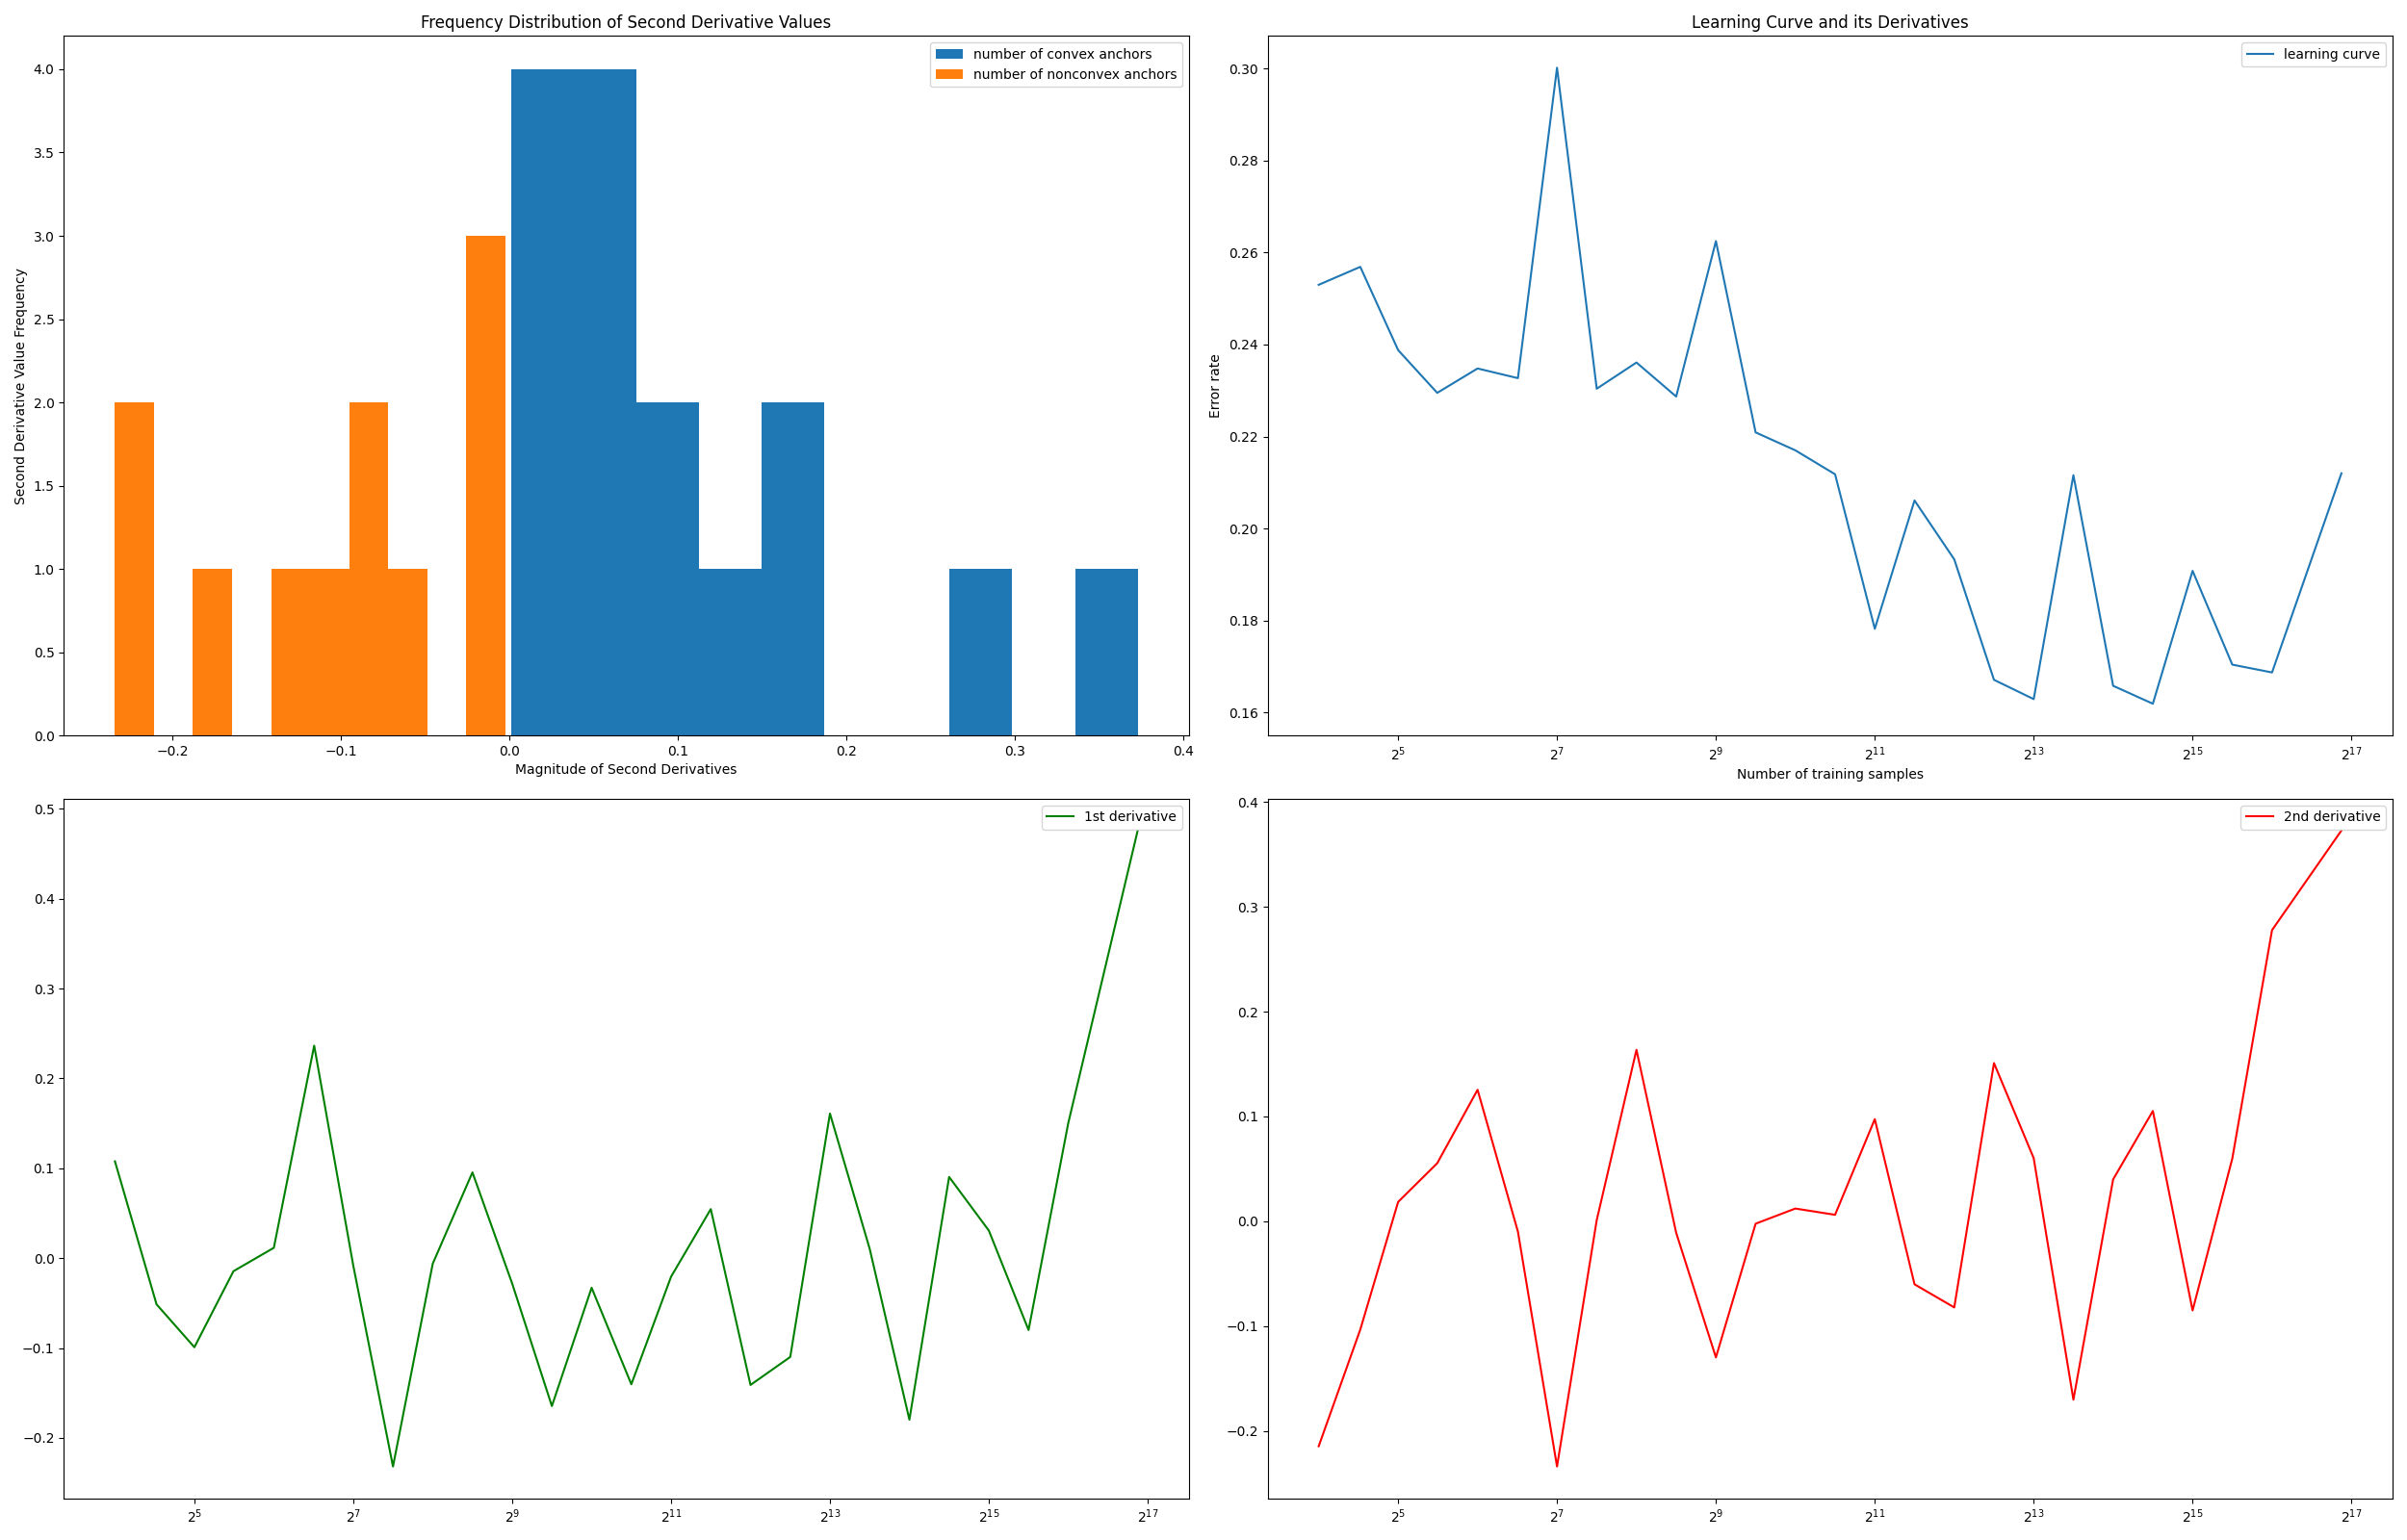 Frequency Distribution of Second Derivative Values
number of convex anchors
number of nonconvex anchors
Second Derivative Value Frequency
4.0
3.5
3.0
2.5
2.0
1.5
1.0
0.5
0.0
−0.2 −0.1 0.0 0.1 0.2 0.3 0.4
Magnitude of Second Derivatives
Learning Curve and its Derivatives
learning curve
Error rate
0.30
0.28
0.26
0.24
0.22
0.20
0.18
0.16
2^5 2^7 2^9 2^11 2^13 2^15 2^17
Number of training samples
1st derivative
0.5
0.4
0.3
0.2
0.1
0.0
−0.1
−0.2
2^5 2^7 2^9 2^11 2^13 2^15 2^17
2nd derivative
0.4
0.3
0.2
0.1
0.0
−0.1
−0.2
2^5 2^7 2^9 2^11 2^13 2^15 2^17